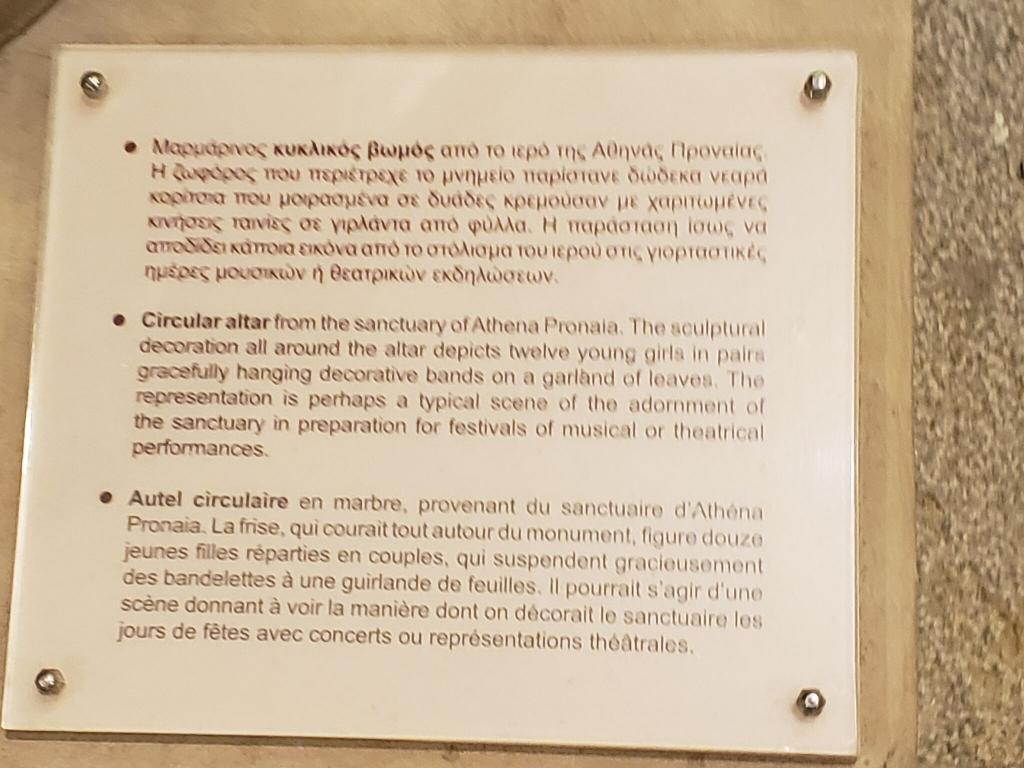 • Μαρμάρινος κυκλικός βωμός από το ιερό της Αθηνάς Προναίας.
Η ζωφόρος που περιέτρεχε το μνημείο παρίστανε δώδεκα νεαρά
κορίτσια που μοιρασμένα σε δυάδες κρεμούσαν με χαριτωμένες
κινήσεις ταινίες σε γιρλάντα από φύλλα. Η παράσταση ίσως να
αποδίδει κάποια εικόνα από το στόλισμα του ιερού στις γιορταστικές
ημέρες μουσικών ή θεατρικών εκδηλώσεων.
• Circular altar from the sanctuary of Athena Pronaia. The sculptural
decoration all around the altar depicts twelve young girls in pairs
gracefully hanging decorative bands on a garland of leaves. The
representation is perhaps a typical scene of the adornment of
the sanctuary in preparation for festivals of musical or theatrical
performances.
• Autel circulaire en marbre, provenant du sanctuaire d'Athéna
Pronaia. La frise, qui courait tout autour du monument, figure douze
jeunes filles réparties en couples, qui suspendent gracieusement
des bandelettes à une guirlande de feuilles. Il pourrait s'agir d'une
scène donnant à voir la manière dont on décorait le sanctuaire les
jours de fêtes avec concerts ou représentations théâtrales.